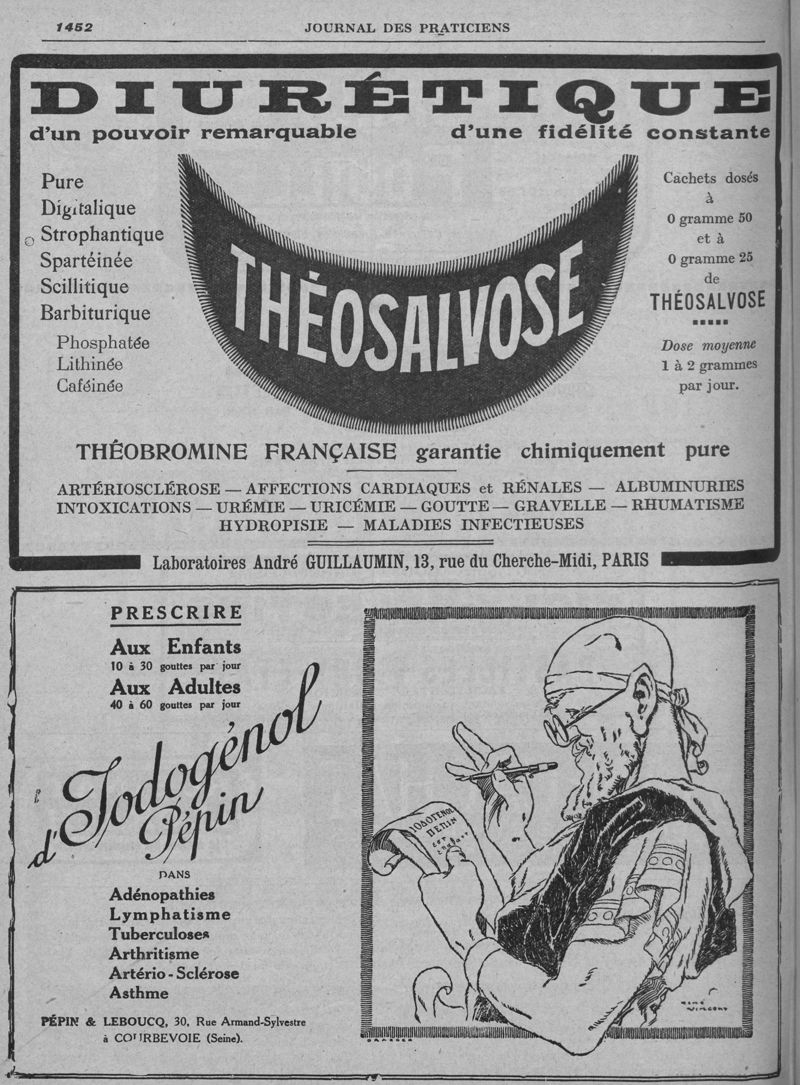 1452
JOURNAL DES PRATICIENS
DIURÉTIQUE
d'un pouvoir remarquable d'une fidélité constante
Pure
Digitalique
Strophantique
Spartéinée
Scillitique
Barbiturique
Phosphatée
Lithinée
Caféinée
THÉOSALVOSE
Cachets dosés
à
0 gramme 50
et à
0 gramme 25
de
THÉOSALVOSE
Dose moyenne
1 à 2 grammes
par jour.
THÉOBROMINE FRANÇAISE garantie chimiquement pure
ARTÉRIOSCLÉROSE — AFFECTIONS CARDIAQUES et RÉNALES — ALBUMINURIES
INTOXICATIONS — URÉMIE — URICÉMIE — GOUTTE — GRAVELLE — RHUMATISME
HYDROPISIE — MALADIES INFECTIEUSES
Laboratoires André GUILLAUMIN, 13, rue du Cherche-Midi, PARIS
PRESCRIRE
Aux Enfants
10 à 30 gouttes par jour
Aux Adultes
40 à 60 gouttes par jour
d'Iodogénol
Pépin
DANS
Adénopathies
Lymphatisme
Tuberculoses
Arthritisme
Artério-Sclérose
Asthme
PÉPIN & LEBOUCQ, 30, Rue Armand-Sylvestre
à COURBEVOIE (Seine).
PEPIN
RENÉ
VINCENT